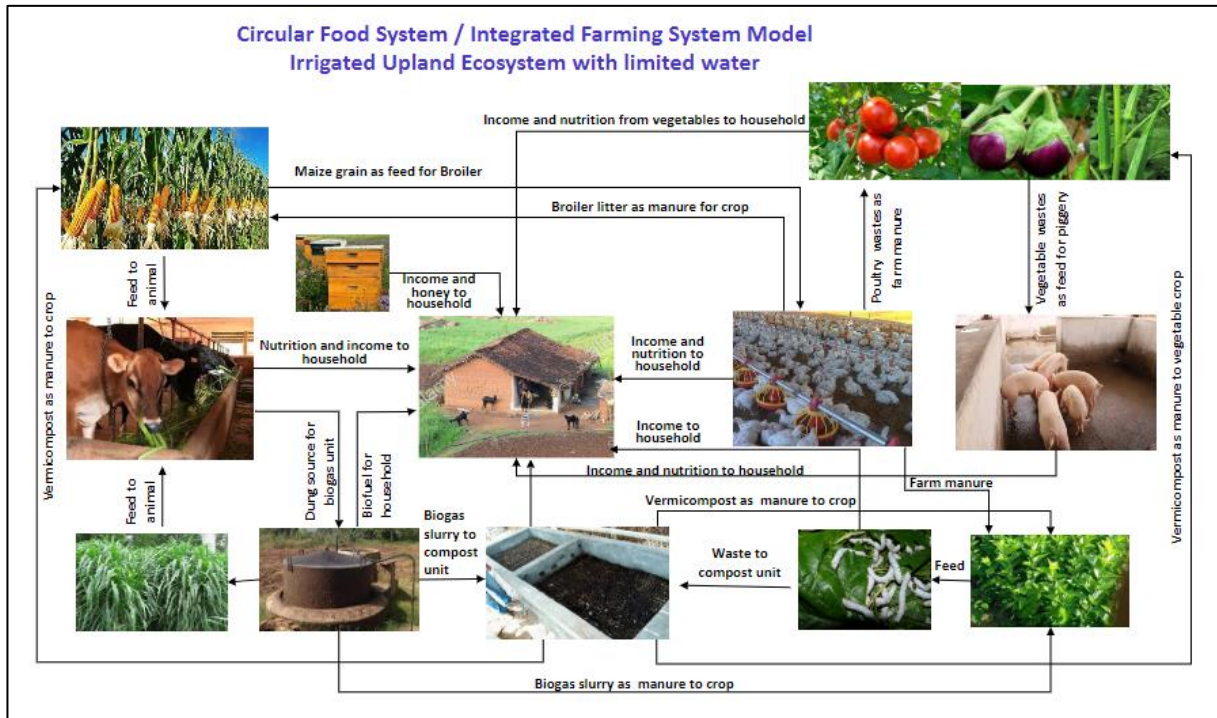 Circular Food System / Integrated Farming System Model
Irrigated Upland Ecosystem with limited water
Income and nutrition from vegetables to household
Maize grain as feed for Broiler
Broiler litter as manure for crop
Income and
honey to
household
Poultry wastes as
farm manure
Vegetable wastes
as feed for piggery
Feed to
animal
Vermicompost as manure to crop
Nutrition and income to
household
Income and
nutrition to
household
Income to
household
Income and nutrition to household
Farm manure
Vermicompost as manure to crop
Vermicompost as manure to vegetable crop
Feed to
animal
Dung source for
biogas unit
Biofuel for
household
Biogas
slurry to
compost
unit
Waste to
compost unit
Feed
Biogas slurry as manure to crop